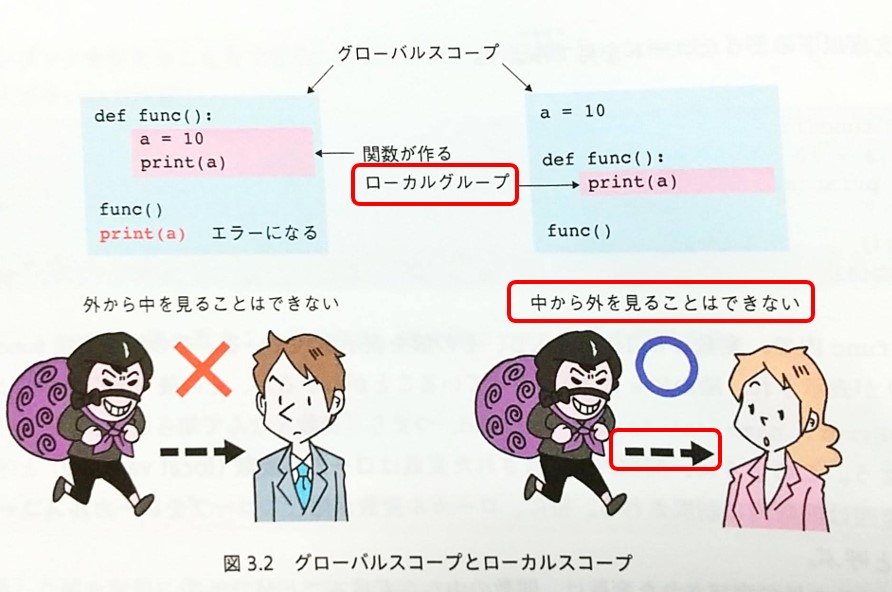 グローバルスコープ
def func():
a = 10
print(a)
func()
print(a) エラーになる
関数が作る
ローカルグループ
a = 10
def func():
print(a)
func()
外から中を見ることはできない
中から外を見ることはできない
図 3.2 グローバルスコープとローカルスコープ